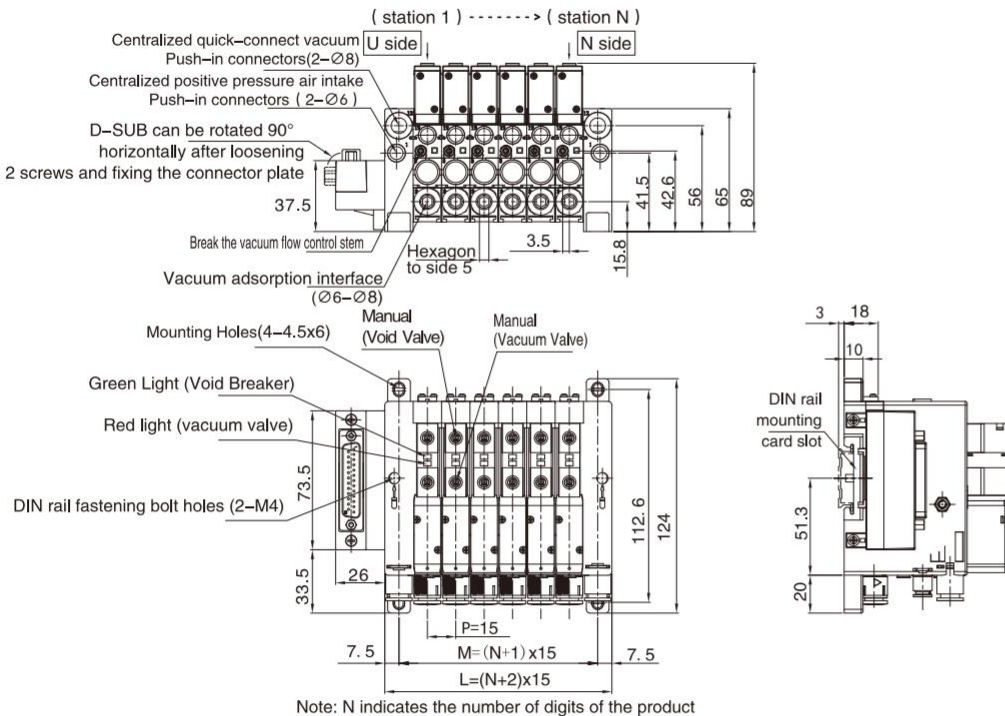 ( station 1 ) --------> ( station N )
U side
N side
Centralized quick–connect vacuum
Push–in connectors(2–Ø8)
Centralized positive pressure air intake
Push-in connectors ( 2–Ø6 )
D–SUB can be rotated 90°
horizontally after loosening
2 screws and fixing the connector plate
37.5
Break the vacuum flow control stem
Vacuum adsorption interface
(Ø6–Ø8)
Hexagon
to side 5
3.5
15.8
41.5
42.6
56
65
89
Mounting Holes(4–4.5x6)
Manual
(Void Valve)
Manual
(Vacuum Valve)
Green Light (Void Breaker)
Red light (vacuum valve)
DIN rail fastening bolt holes (2–M4)
73.5
33.5
26
112.6
124
P=15
7.5
M=(N+1)x15
7.5
L=(N+2)x15
3
18
10
DIN rail
mounting
card slot
51.3
20
Note: N indicates the number of digits of the product